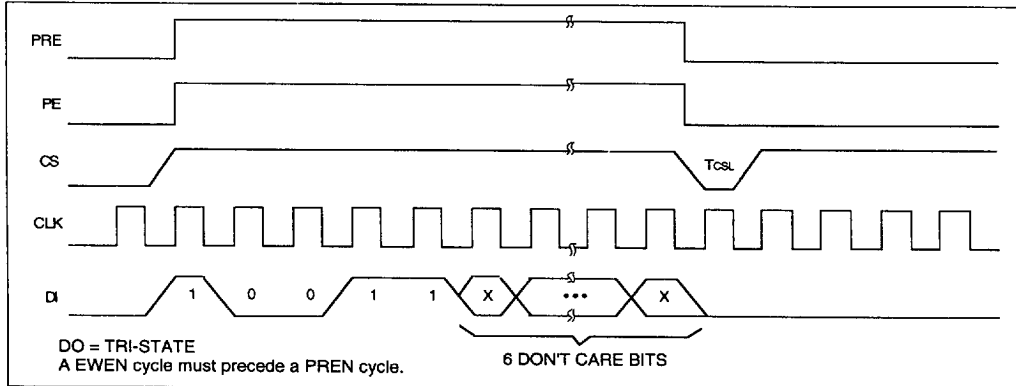 PRE
PE
CS
TCSL
CLK
DI
1 0 0 1 1 X ••• X
DO = TRI-STATE
A EWEN cycle must precede a PREN cycle.
6 DON'T CARE BITS